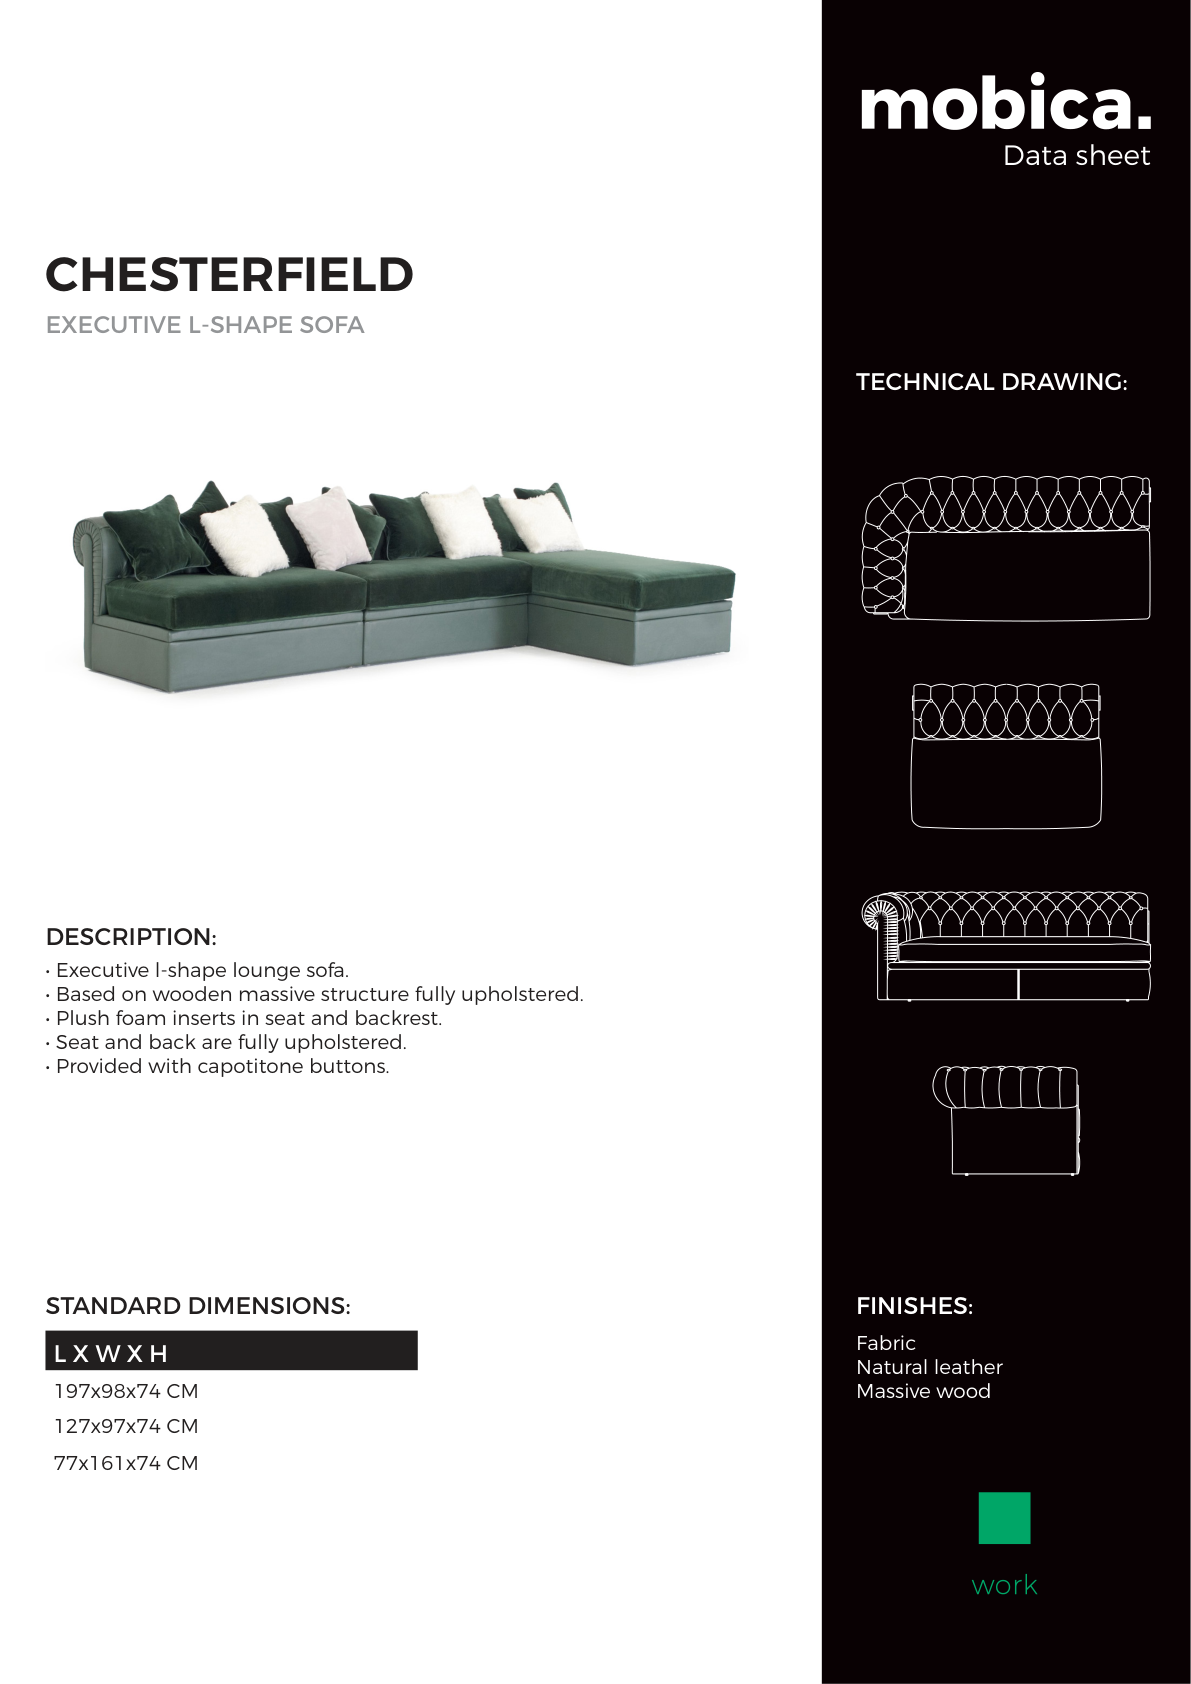 mobica.
Data sheet
CHESTERFIELD
EXECUTIVE L-SHAPE SOFA
TECHNICAL DRAWING:
DESCRIPTION:
• Executive l-shape lounge sofa.
• Based on wooden massive structure fully upholstered.
• Plush foam inserts in seat and backrest.
• Seat and back are fully upholstered.
• Provided with capotitone buttons.
STANDARD DIMENSIONS:
L X W X H
197x98x74 CM
127x97x74 CM
77x161x74 CM
FINISHES:
Fabric
Natural leather
Massive wood
work